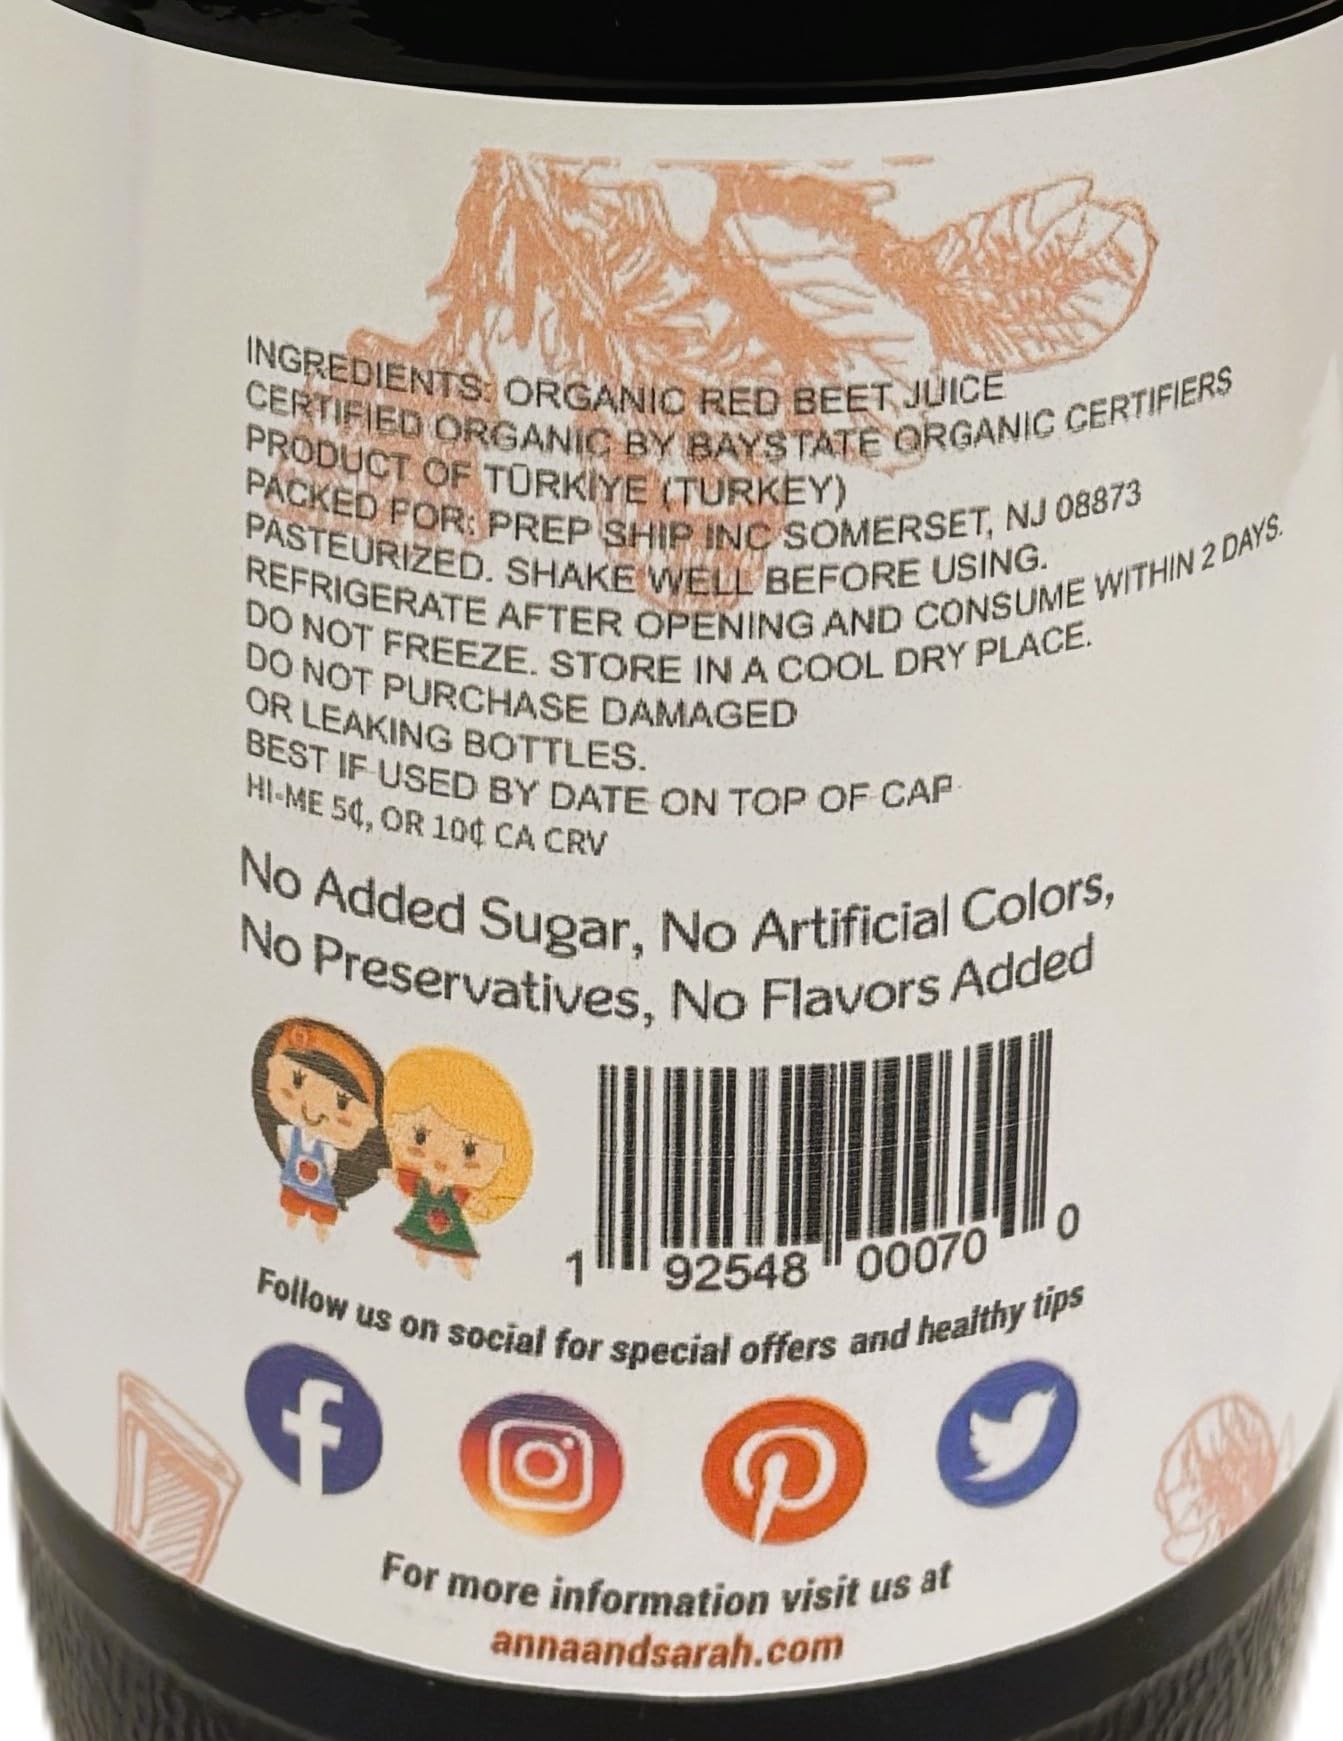 INGREDIENTS: ORGANIC RED BEET JUICE
CERTIFIED ORGANIC BY BAYSTATE ORGANIC CERTIFIERS
PRODUCT OF TÜRKİYE (TURKEY)
PACKED FOR: PREP SHIP INC SOMERSET, NJ 08873
PASTEURIZED. SHAKE WELL BEFORE USING.
REFRIGERATE AFTER OPENING AND CONSUME WITHIN 2 DAYS.
DO NOT FREEZE. STORE IN A COOL DRY PLACE.
DO NOT PURCHASE DAMAGED
OR LEAKING BOTTLES.
BEST IF USED BY DATE ON TOP OF CAP
HI-ME 5¢, OR 10¢ CA CRV
No Added Sugar, No Artificial Colors,
No Preservatives, No Flavors Added
1 92548 00070 0
Follow us on social for special offers and healthy tips
For more information visit us at
annaandsarah.com